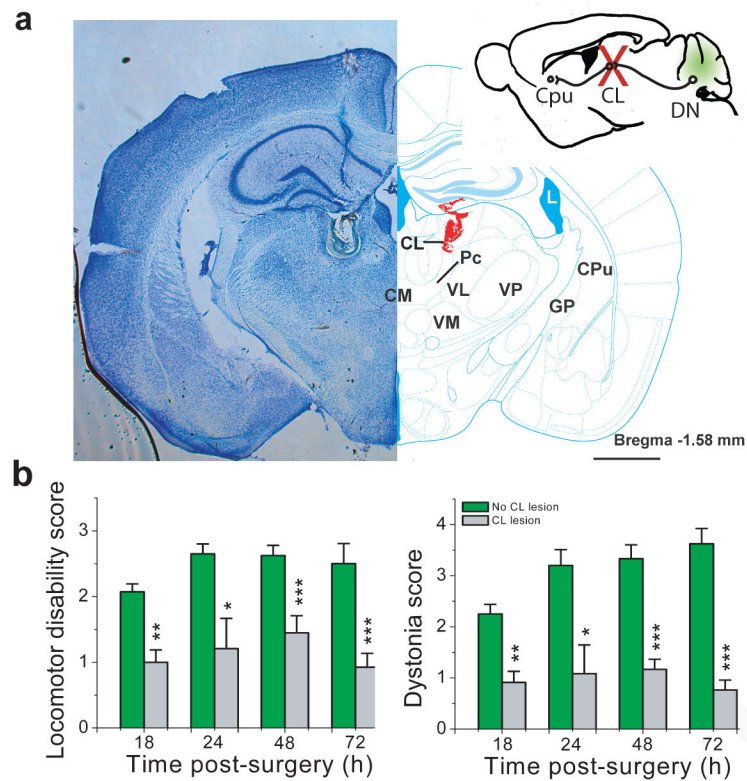 a
Cpu
CL
DN
L
CL
Pc
CPu
CM
VL
VP
GP
VM
Bregma -1.58 mm
b
Locomotor disability score
3
2
1
0
**
*
***
***
18
24
48
72
Time post-surgery (h)
Dystonia score
No CL lesion
CL lesion
5
4
3
2
1
0
**
*
***
***
18
24
48
72
Time post-surgery (h)